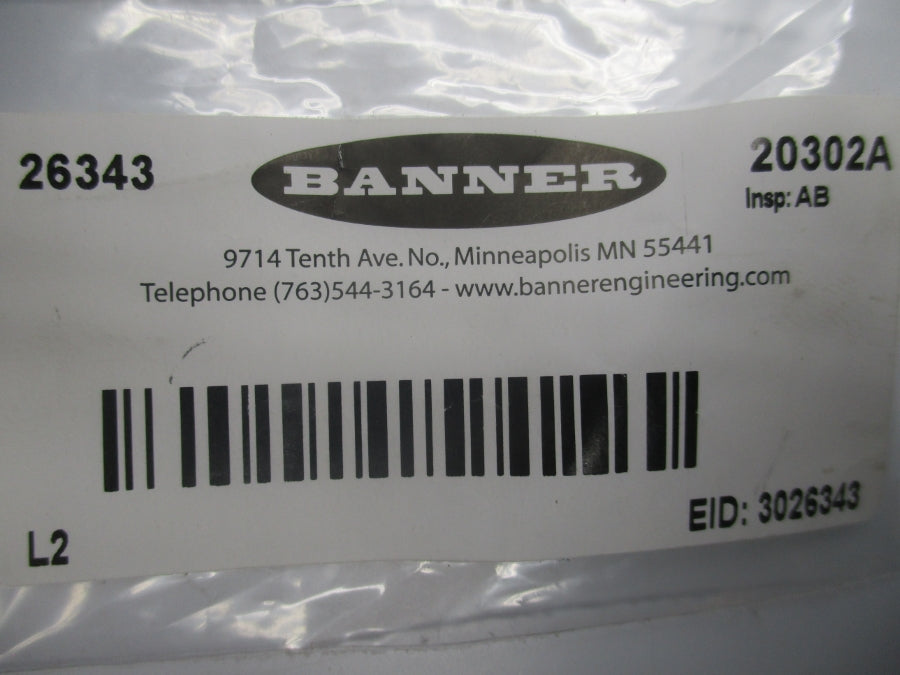 26343
BANNER
20302A
Insp: AB
9714 Tenth Ave. No., Minneapolis MN 55441
Telephone (763)544-3164 - www.bannerengineering.com
L2
EID: 3026343